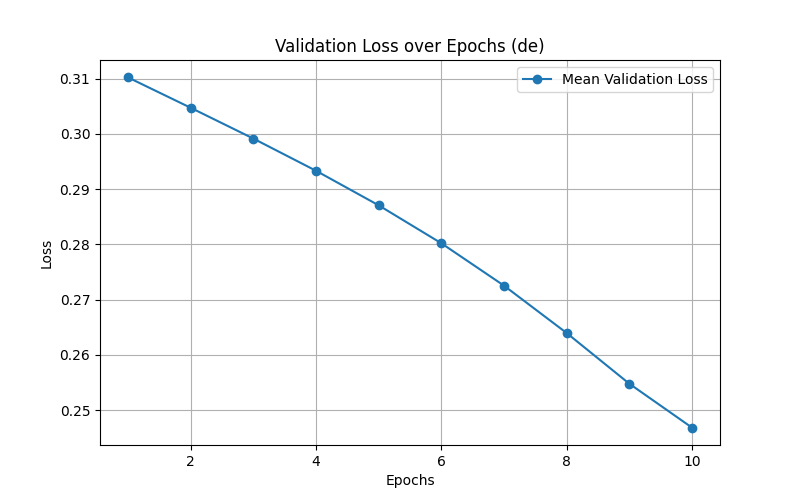 Validation Loss over Epochs (de)
Mean Validation Loss
Loss
0.31
0.30
0.29
0.28
0.27
0.26
0.25
2 4 6 8 10
Epochs